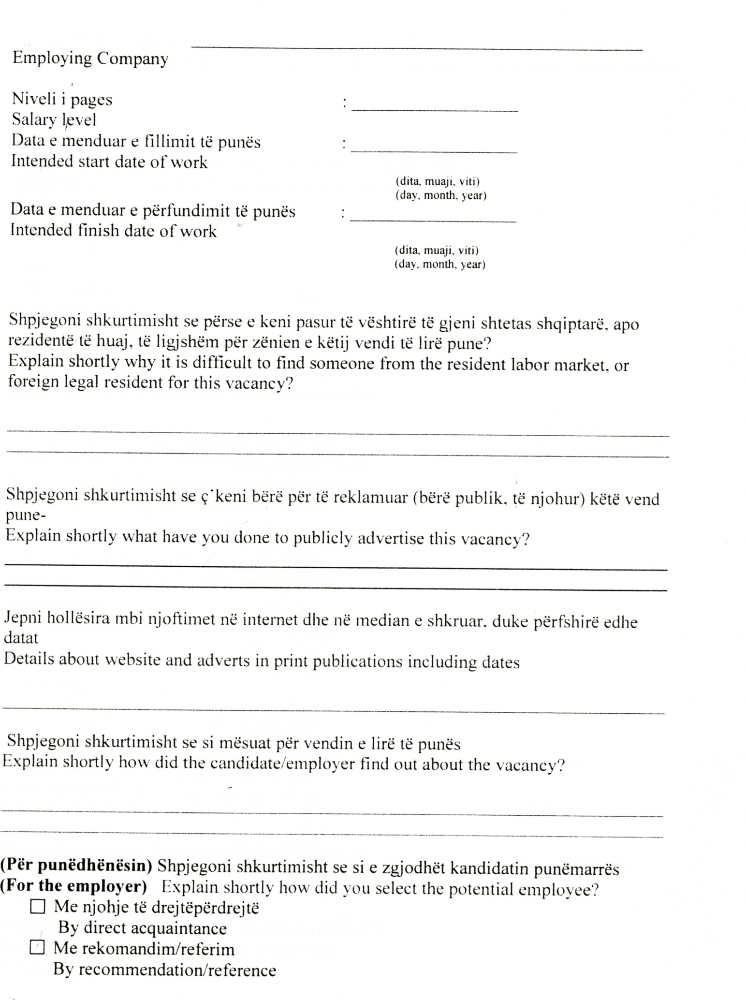 Employing Company
Niveli i pages :
Salary level
Data e menduar e fillimit të punës :
Intended start date of work
(dita, muaji, viti)
(day, month, year)
Data e menduar e përfundimit të punës :
Intended finish date of work
(dita, muaji, viti)
(day, month, year)
Shpjegoni shkurtimisht se përse e keni pasur të vështirë të gjeni shtetas shqiptarë, apo
rezidentë të huaj, të ligjshëm për zënien e këtij vendi të lirë pune?
Explain shortly why it is difficult to find someone from the resident labor market, or
foreign legal resident for this vacancy?
Shpjegoni shkurtimisht se ç`keni bërë për të reklamuar (bërë publik, të njohur) këtë vend
pune-
Explain shortly what have you done to publicly advertise this vacancy?
Jepni hollësira mbi njoftimet në internet dhe në median e shkruar, duke përfshirë edhe
datat
Details about website and adverts in print publications including dates
Shpjegoni shkurtimisht se si mësuat për vendin e lirë të punës
Explain shortly how did the candidate/employer find out about the vacancy?
(Për punëdhënësin) Shpjegoni shkurtimisht se si e zgjodhët kandidatin punëmarrës
(For the employer) Explain shortly how did you select the potential employee?
Me njohje të drejtëpërdrejtë
By direct acquaintance
Me rekomandim/referim
By recommendation/reference